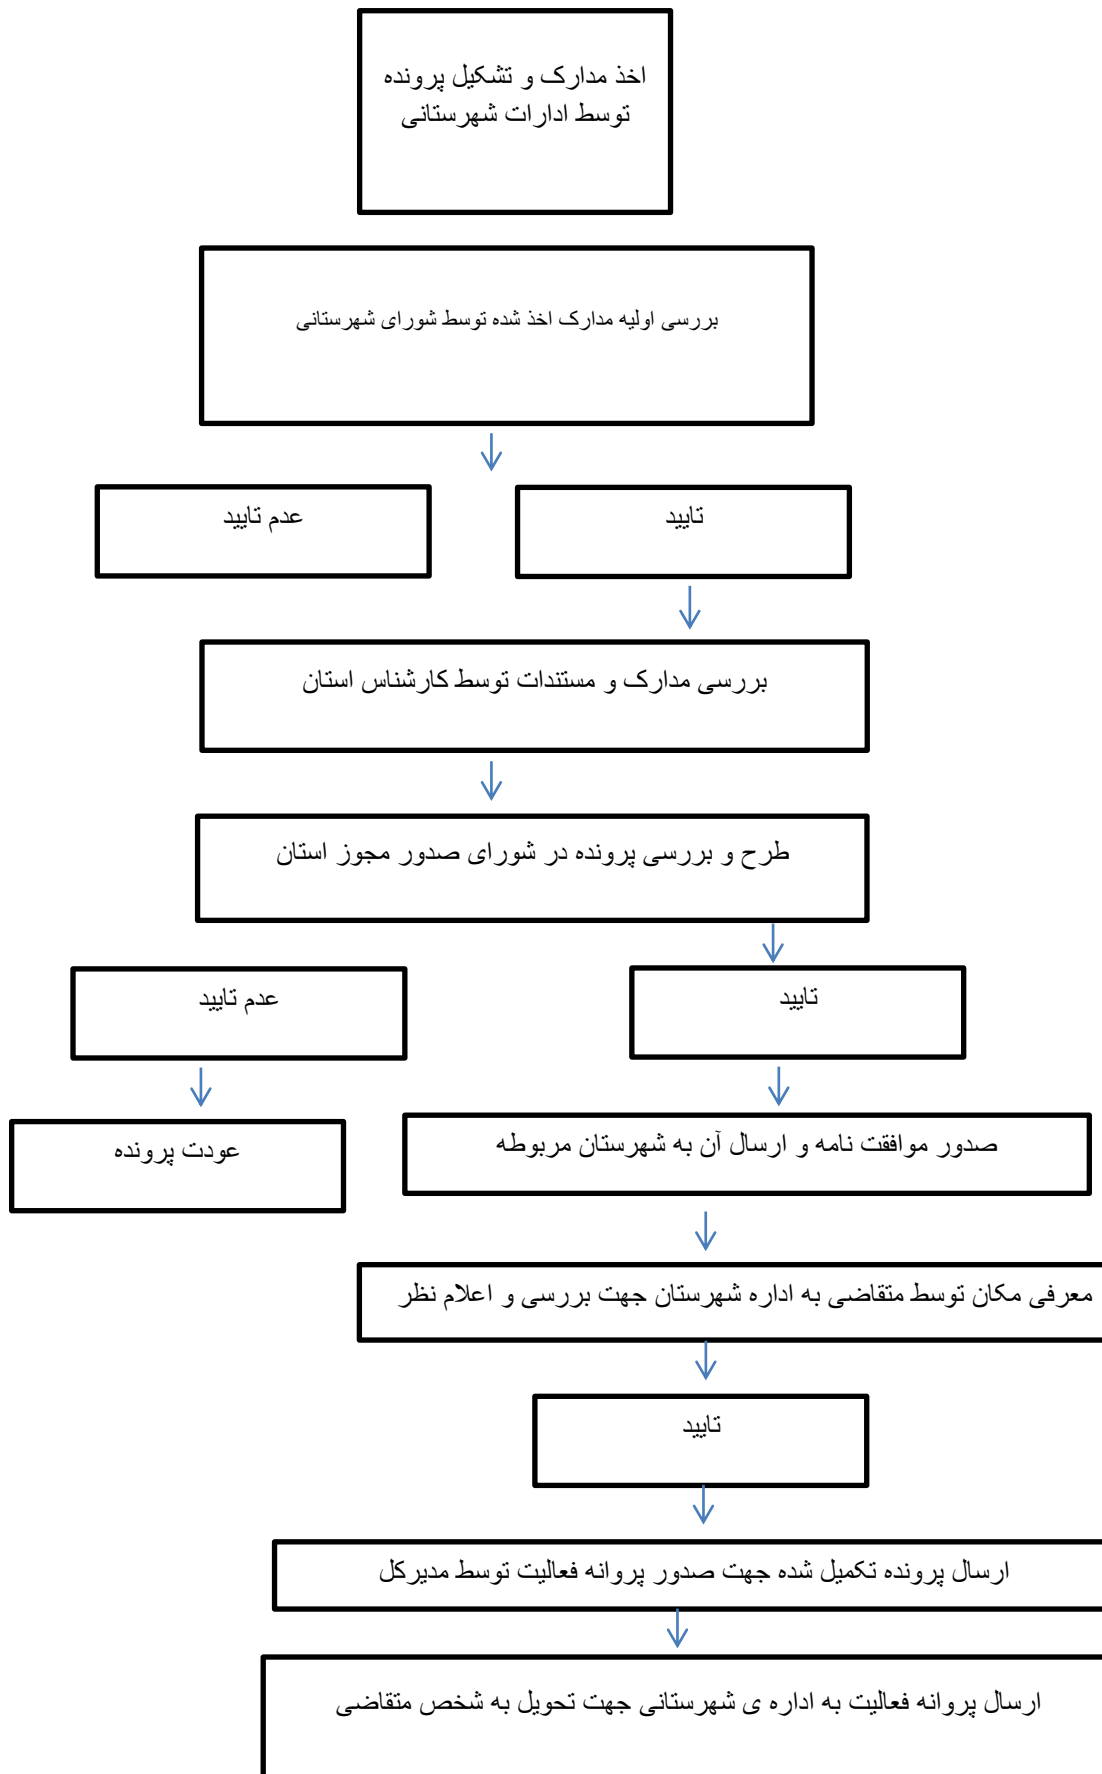 اخذ مدارک و تشکیل پرونده
توسط ادارات شهرستانی
بررسی اولیه مدارک اخذ شده توسط شورای شهرستانی
تایید
عدم تایید
بررسی مدارک و مستندات توسط کارشناس استان
طرح و بررسی پرونده در شورای صدور مجوز استان
تایید
عدم تایید
صدور موافقت نامه و ارسال آن به شهرستان مربوطه
عودت پرونده
معرفی مکان توسط متقاضی به اداره شهرستان جهت بررسی و اعلام نظر
تایید
ارسال پرونده تکمیل شده جهت صدور پروانه فعالیت توسط مدیرکل
ارسال پروانه فعالیت به اداره ی شهرستانی جهت تحویل به شخص متقاضی